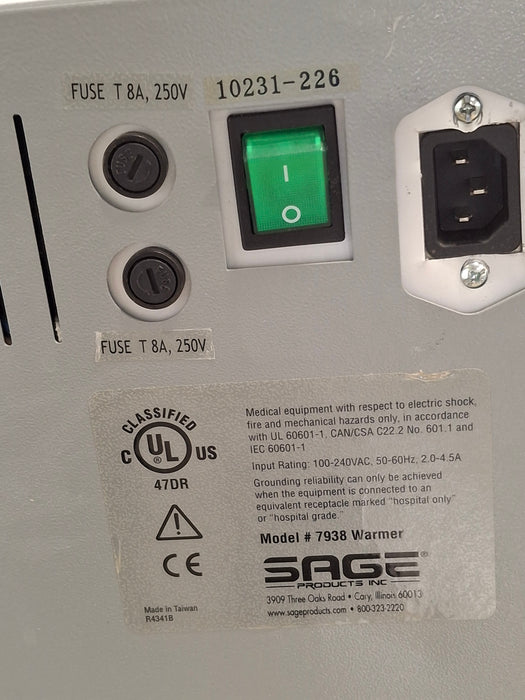 FUSE T 8A, 250V
10231-226
FUSE
I
O
FUSE T 8A, 250V
CLASSIFIED
C UL® US
47DR
CE
Made in Taiwan
R4341B
Medical equipment with respect to electric shock,
fire and mechanical hazards only, in accordance
with UL 60601-1, CAN/CSA C22.2 No. 601.1 and
IEC 60601-1
Input Rating: 100-240VAC, 50-60Hz, 2.0-4.5A
Grounding reliability can only be achieved
when the equipment is connected to an
equivalent receptacle marked "hospital only"
or "hospital grade."
Model # 7938 Warmer
SAGE®
PRODUCTS INC
3909 Three Oaks Road • Cary, Illinois 60013
www.sageproducts.com • 800-323-2220